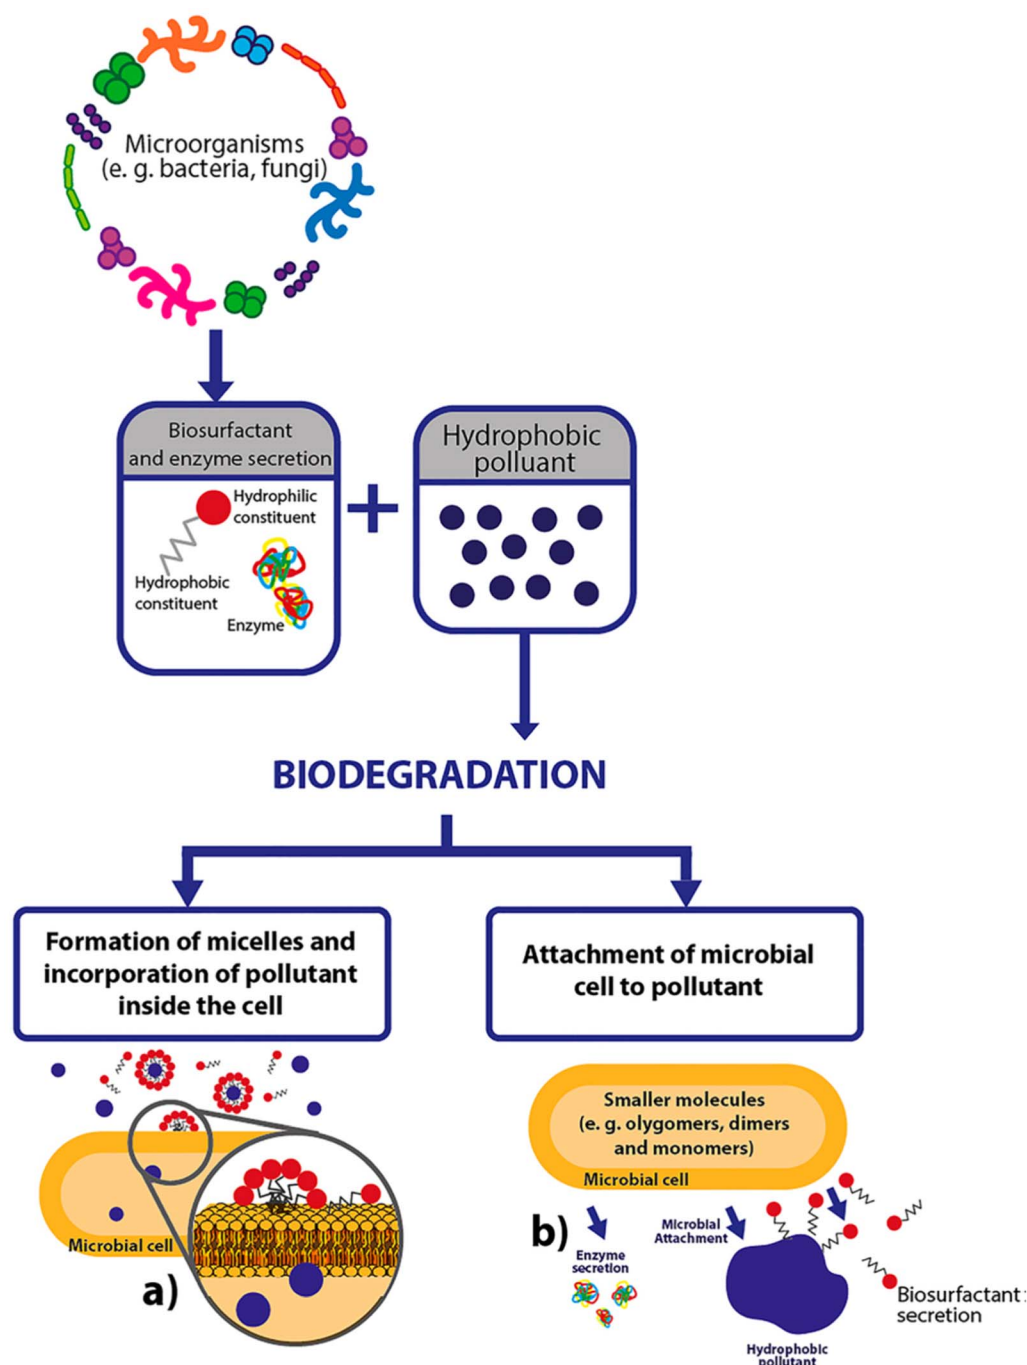 Microorganisms
(e. g. bacteria, fungi)
Biosurfactant
and enzyme secretion
Hydrophilic
constituent
Hydrophobic
constituent
Enzyme
+
Hydrophobic
polluant
BIODEGRADATION
Formation of micelles and
incorporation of pollutant
inside the cell
Microbial cell
a)
Attachment of microbial
cell to pollutant
Smaller molecules
(e. g. olygomers, dimers
and monomers)
Microbial cell
b)
Enzyme
secretion
Microbial
Attachment
Biosurfactant
secretion
Hydrophobic
pollutant